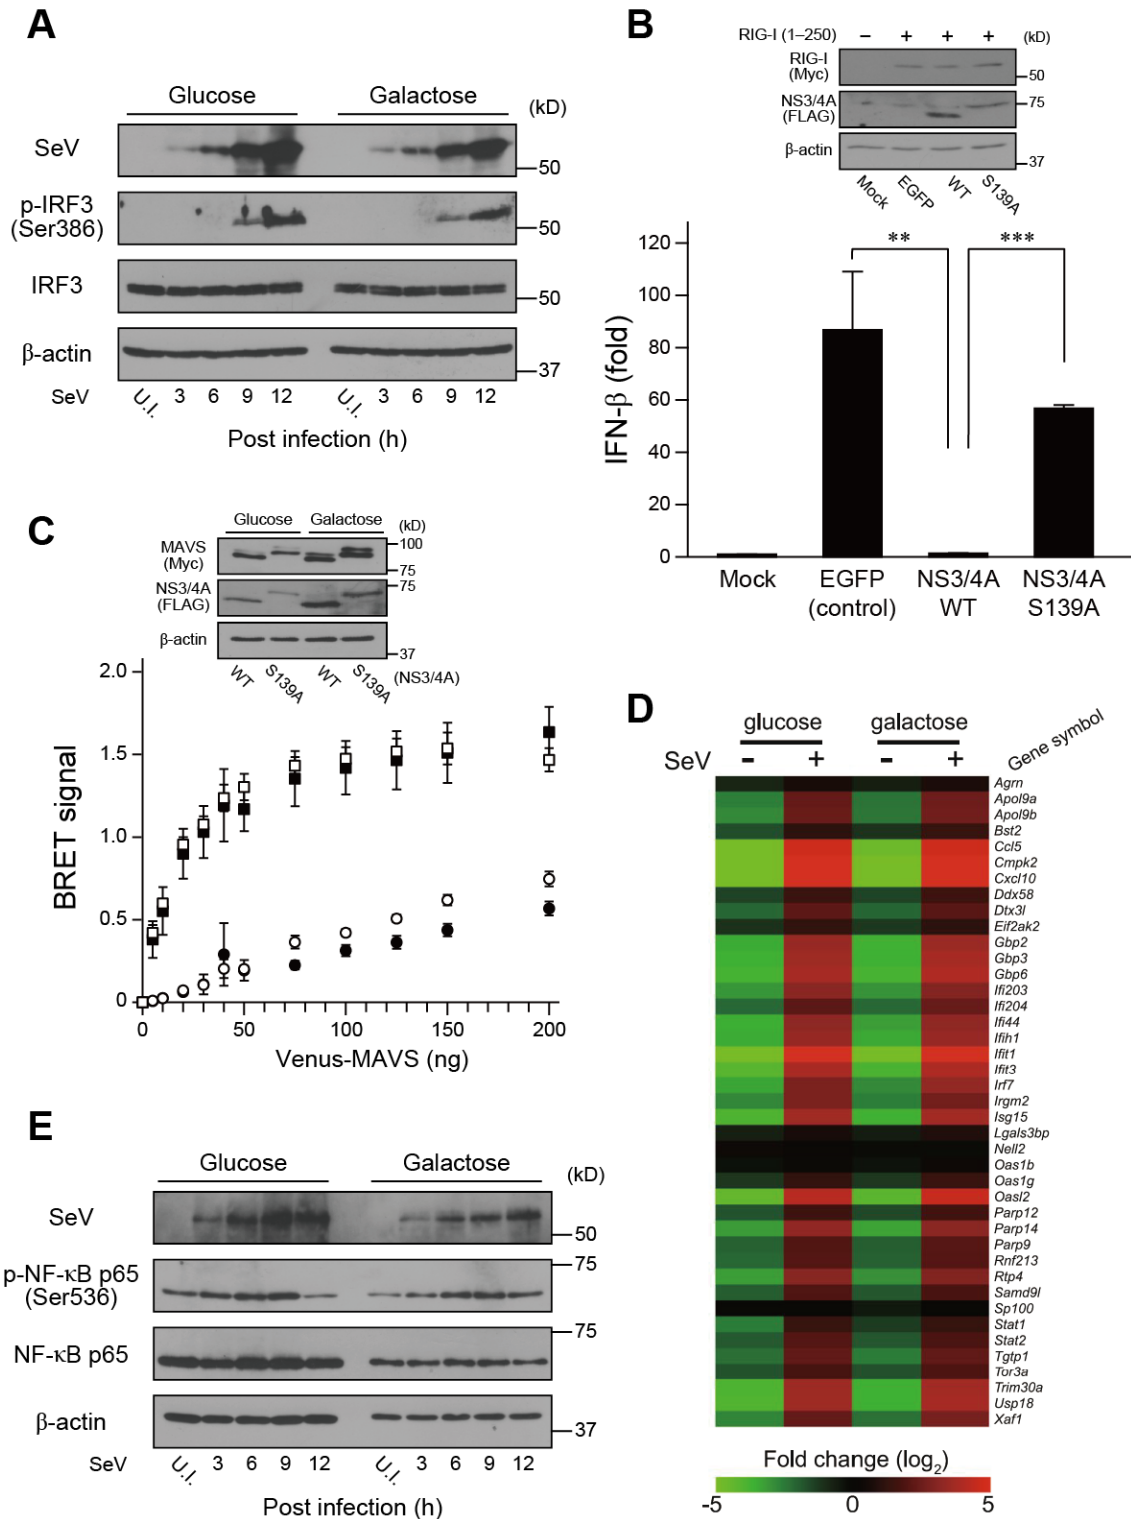 A
Glucose Galactose (kD)
SeV
50
p-IRF3
(Ser386)
50
IRF3
50
β-actin
37
SeV U.I. 3 6 9 12 U.I. 3 6 9 12
Post infection (h)
B
RIG-I (1–250) – + + + (kD)
RIG-I
(Myc)
50
NS3/4A
(FLAG)
75
β-actin
37
Mock EGFP WT S139A
** ***
IFN-β (fold)
120
100
80
60
40
20
0
Mock EGFP (control) NS3/4A WT NS3/4A S139A
C
Glucose Galactose (kD)
MAVS
(Myc)
100
75
NS3/4A
(FLAG)
75
β-actin
37
WT S139A WT S139A (NS3/4A)
BRET signal
2.0
1.5
1.0
0.5
0
0 50 100 150 200
Venus-MAVS (ng)
D
glucose galactose Gene symbol
SeV – + – +
Agrn
Apol9a
Apol9b
Bst2
Ccl5
Cmpk2
Cxcl10
Ddx58
Dtx3l
Eif2ak2
Gbp2
Gbp3
Gbp6
Ifi203
Ifi204
Ifi44
Ifih1
Ifit1
Ifit3
Irf7
Irgm2
Isg15
Lgals3bp
Nell2
Oas1b
Oas1g
Oasl2
Parp12
Parp14
Parp9
Rnf213
Rtp4
Samd9l
Sp100
Stat1
Stat2
Tgtp1
Tor3a
Trim30a
Usp18
Xaf1
Fold change (log2)
-5 0 5
E
Glucose Galactose (kD)
SeV
50
p-NF-κB p65
(Ser536)
75
NF-κB p65
75
β-actin
37
SeV U.I. 3 6 9 12 U.I. 3 6 9 12
Post infection (h)